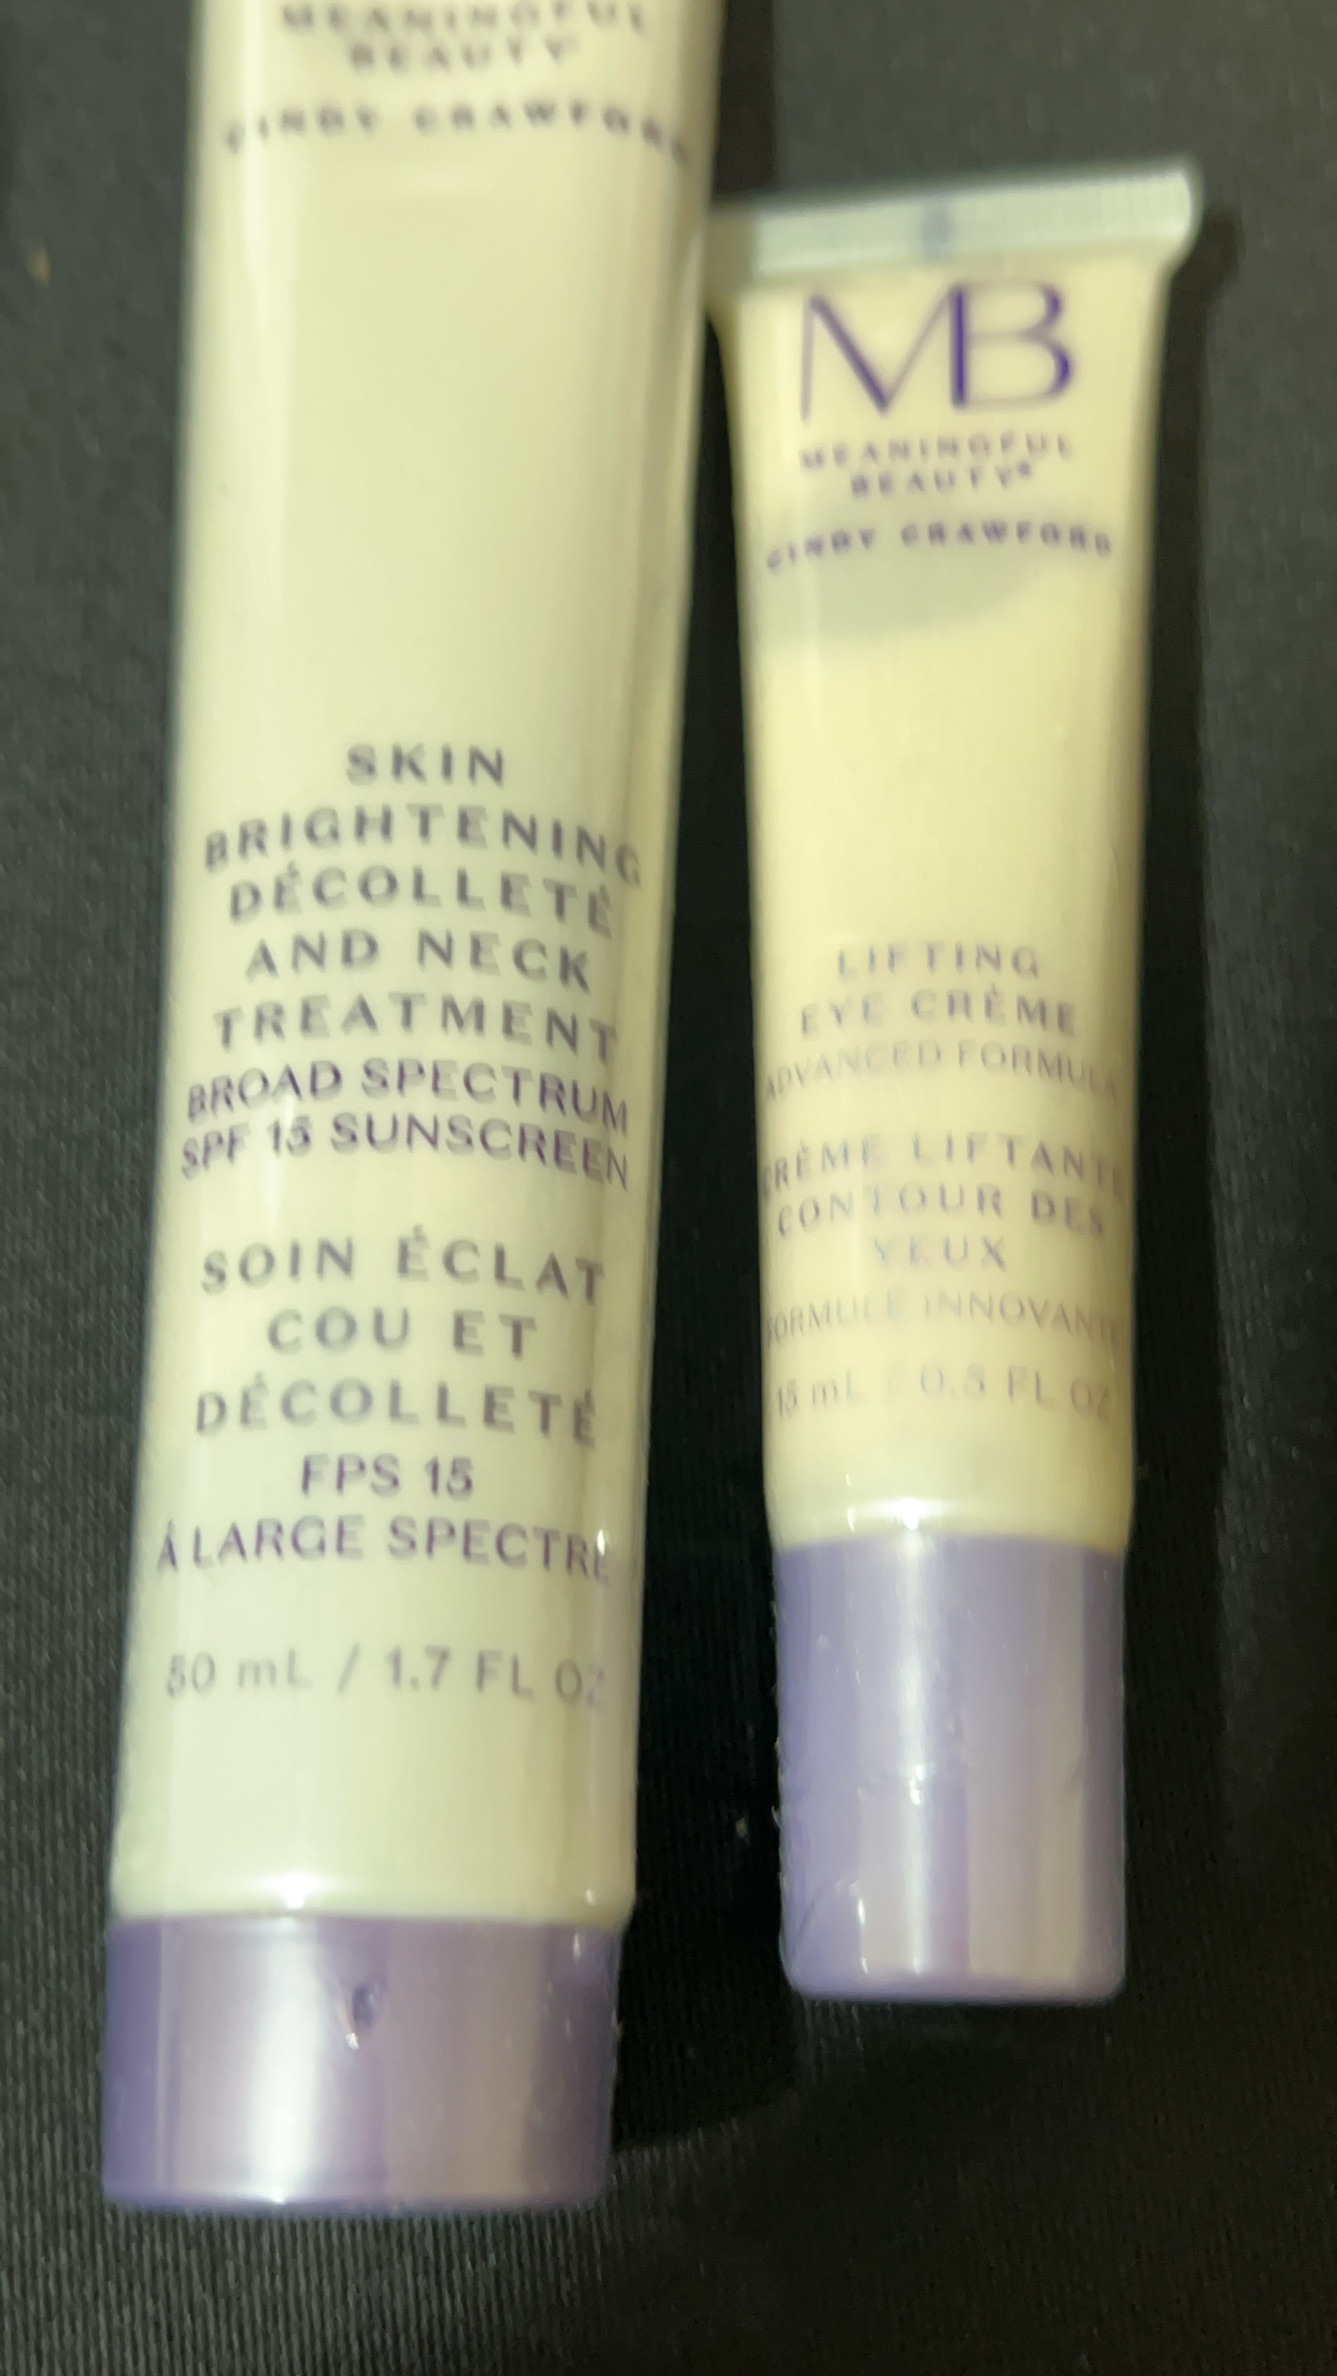 MEANINGFUL
BEAUTY
CINDY CRAWFORD
SKIN
BRIGHTENING
DÉCOLLETÉ
AND NECK
TREATMENT
BROAD SPECTRUM
SPF 15 SUNSCREEN
SOIN ÉCLAT
COU ET
DÉCOLLETÉ
FPS 15
À LARGE SPECTRE
50 mL / 1.7 FL OZ
MB
MEANINGFUL
BEAUTY®
CINDY CRAWFORD
LIFTING
EYE CRÈME
ADVANCED FORMULA
CRÈME LIFTANTE
CONTOUR DES
YEUX
FORMULE INNOVANTE
15 mL / 0.5 FL OZ